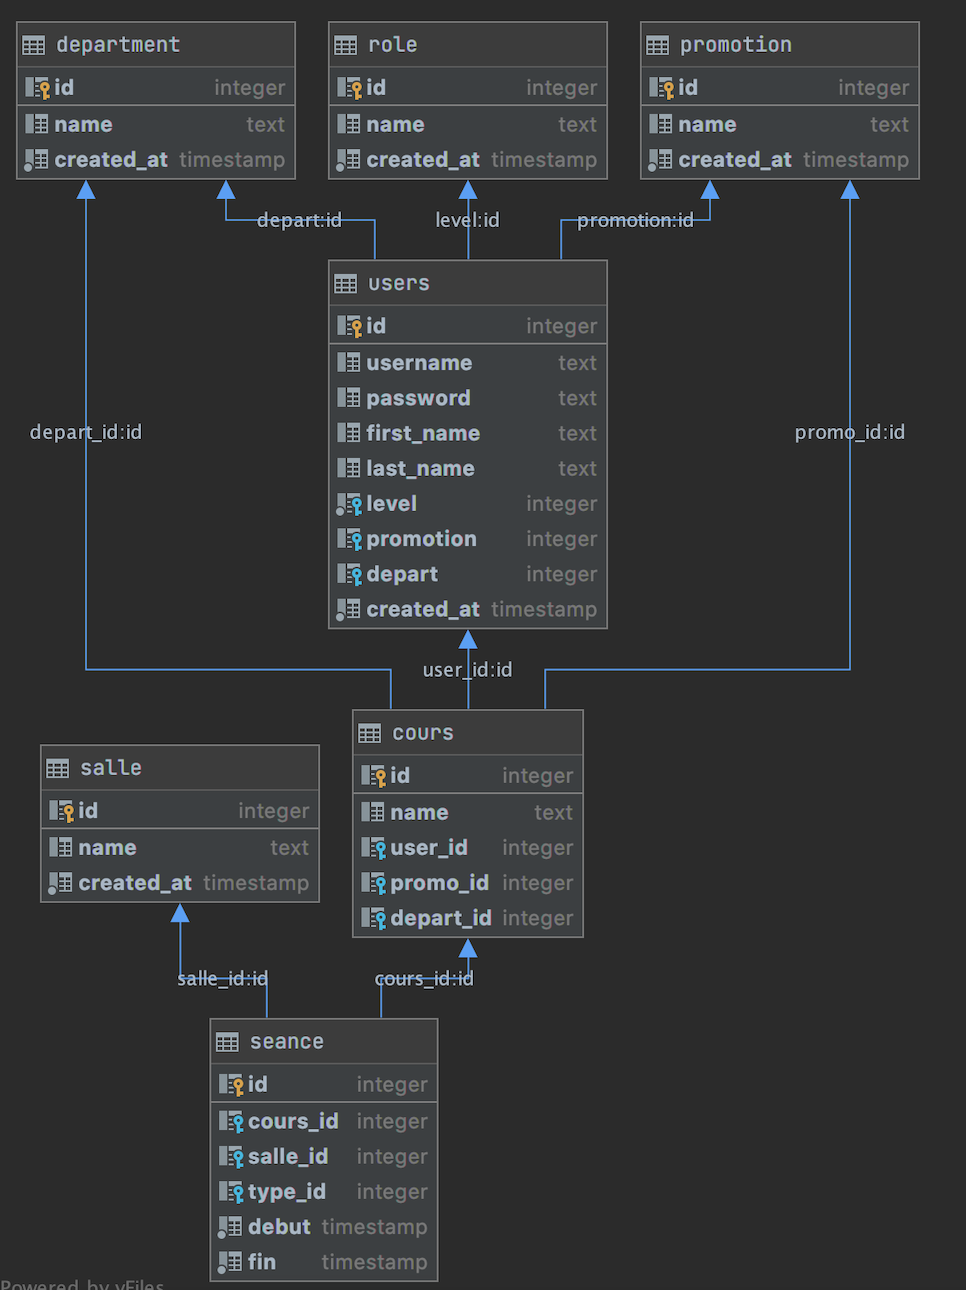 department
id integer
name text
created_at timestamp
role
id integer
name text
created_at timestamp
promotion
id integer
name text
created_at timestamp
depart:id
level:id
promotion:id
users
id integer
username text
password text
first_name text
last_name text
level integer
promotion integer
depart integer
created_at timestamp
depart_id:id
promo_id:id
user_id:id
cours
id integer
name text
user_id integer
promo_id integer
depart_id integer
salle
id integer
name text
created_at timestamp
salle_id:id
cours_id:id
seance
id integer
cours_id integer
salle_id integer
type_id integer
debut timestamp
fin timestamp
Powered by yFiles